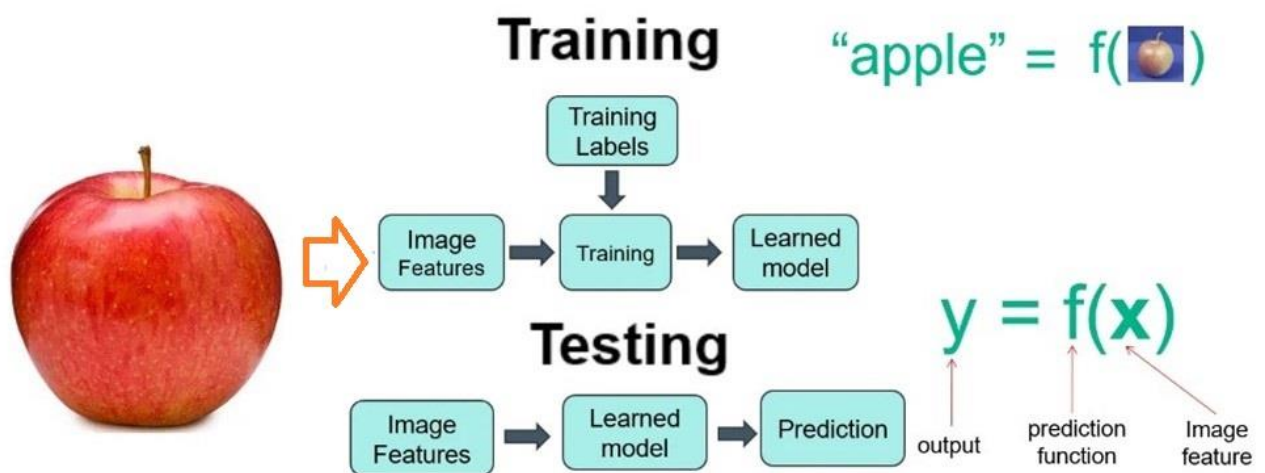 Training
“apple” = f( )
Training
Labels
Image
Features
Training
Learned
model
y = f(x)
Testing
Image
Features
Learned
model
Prediction
output
prediction
function
Image
feature